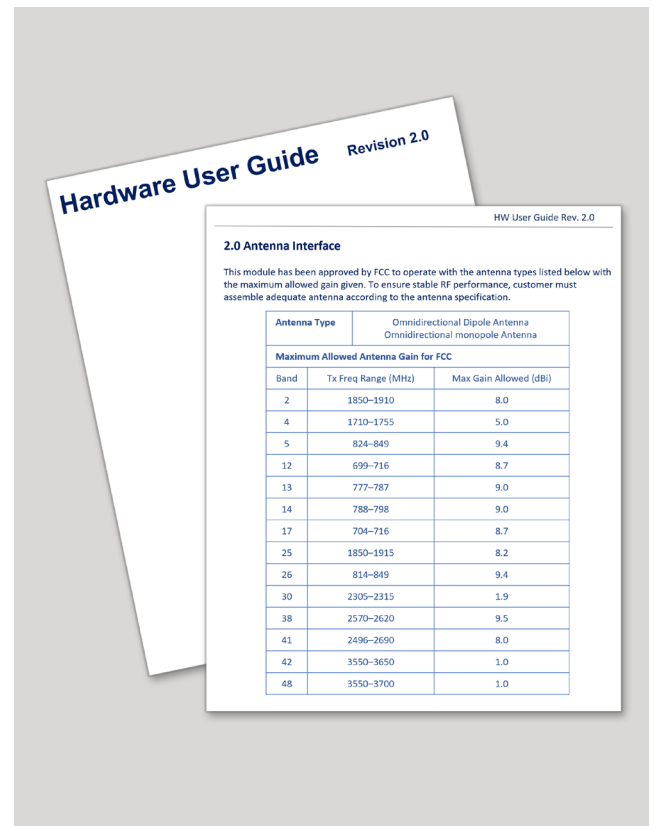 Hardware User Guide Revision 2.0
HW User Guide Rev. 2.0
2.0 Antenna Interface
This module has been approved by FCC to operate with the antenna types listed below with
the maximum allowed gain given. To ensure stable RF performance, customer must
assemble adequate antenna according to the antenna specification.
Antenna Type Omnidirectional Dipole Antenna
Omnidirectional monopole Antenna
Maximum Allowed Antenna Gain for FCC
Band Tx Freq Range (MHz) Max Gain Allowed (dBi)
2 1850–1910 8.0
4 1710–1755 5.0
5 824–849 9.4
12 699–716 8.7
13 777–787 9.0
14 788–798 9.0
17 704–716 8.7
25 1850–1915 8.2
26 814–849 9.4
30 2305–2315 1.9
38 2570–2620 9.5
41 2496–2690 8.0
42 3550–3650 1.0
48 3550–3700 1.0